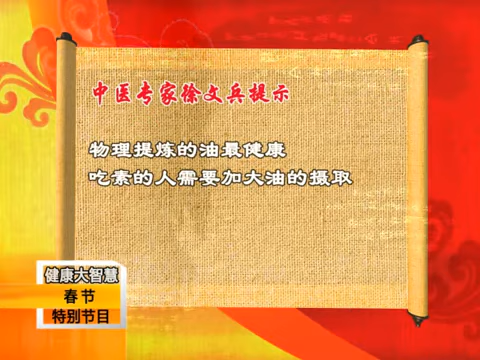 中医专家徐文兵提示
物理提炼的油最健康
吃素的人需要加大油的摄取
健康大智慧
春节
特别节目